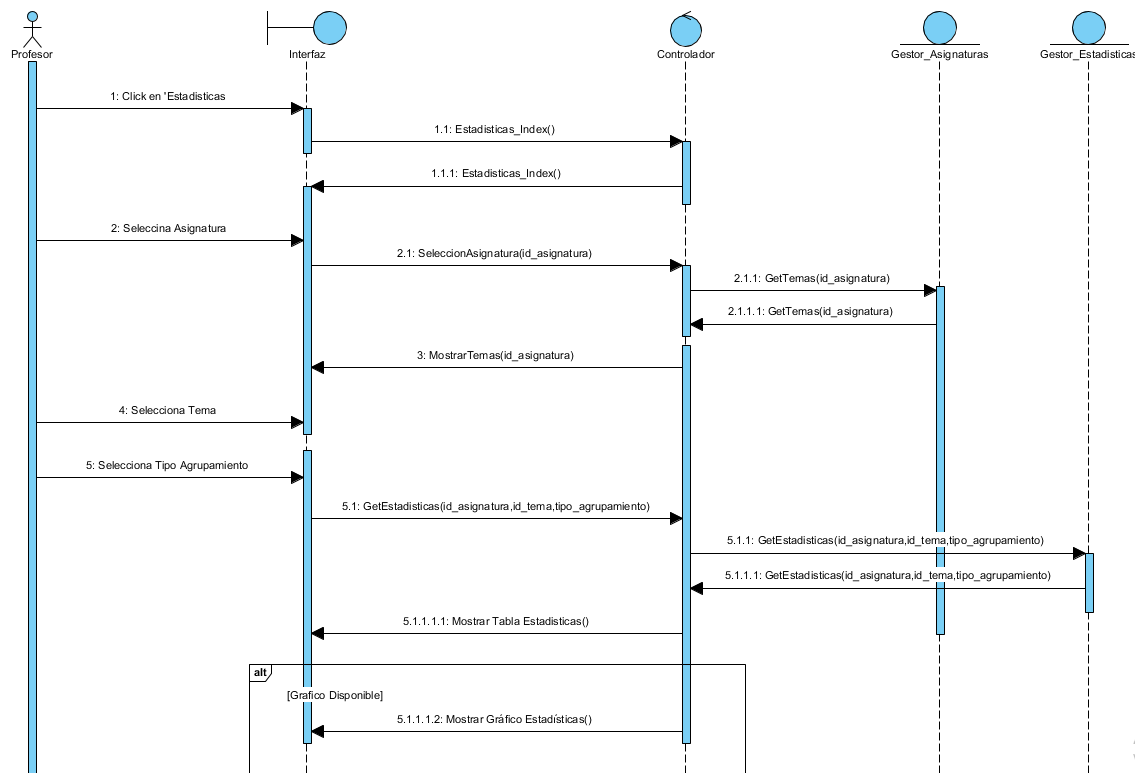 Profesor
Interfaz
Controlador
Gestor_Asignaturas
Gestor_Estadisticas
1: Click en "Estadisticas
1.1: Estadisticas_Index()
1.1.1: Estadisticas_Index()
2: Seleccina Asignatura
2.1: SeleccionAsignatura(id_asignatura)
2.1.1: GetTemas(id_asignatura)
2.1.1.1: GetTemas(id_asignatura)
3: MostrarTemas(id_asignatura)
4: Selecciona Tema
5: Selecciona Tipo Agrupamiento
5.1: GetEstadisticas(id_asignatura,id_tema,tipo_agrupamiento)
5.1.1: GetEstadisticas(id_asignatura,id_tema,tipo_agrupamiento)
5.1.1.1: GetEstadisticas(id_asignatura,id_tema,tipo_agrupamiento)
5.1.1.1.1: Mostrar Tabla Estadisticas()
alt
[Grafico Disponible]
5.1.1.1.2: Mostrar Gráfico Estadísticas()